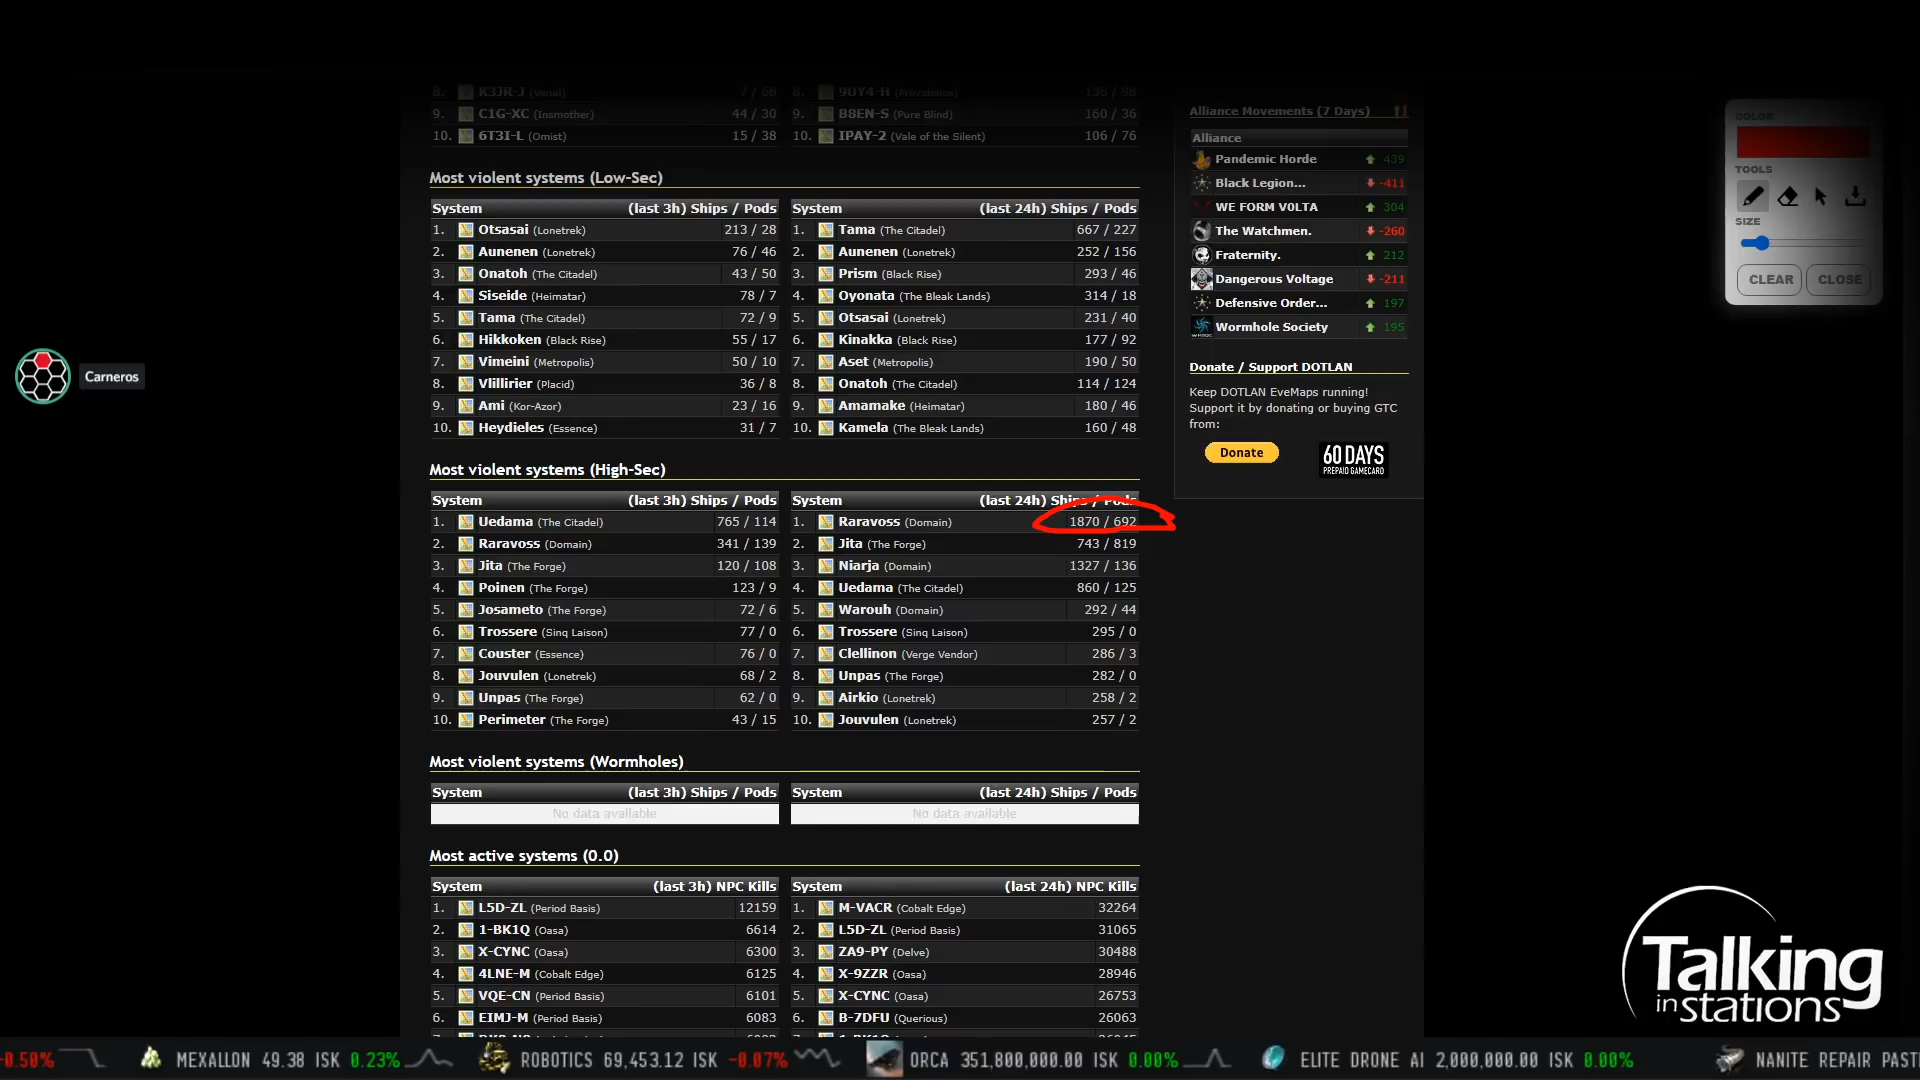 8. K3JR-J (Venal) 7 / 68
9. C1G-XC (Insmother) 44 / 30
10. 6T3I-L (Omist) 15 / 38
8. 9UY4-H (Providence) 136 / 98
9. B8EN-S (Pure Blind) 160 / 36
10. IPAY-2 (Vale of the Silent) 106 / 76
Most violent systems (Low-Sec)
System (last 3h) Ships / Pods
1. Otsasai (Lonetrek) 213 / 28
2. Aunenen (Lonetrek) 76 / 46
3. Onatoh (The Citadel) 43 / 50
4. Siseide (Heimatar) 78 / 7
5. Tama (The Citadel) 72 / 9
6. Hikkoken (Black Rise) 55 / 17
7. Vimeini (Metropolis) 50 / 10
8. Vlillirier (Placid) 36 / 8
9. Ami (Kor-Azor) 23 / 16
10. Heydieles (Essence) 31 / 7
System (last 24h) Ships / Pods
1. Tama (The Citadel) 667 / 227
2. Aunenen (Lonetrek) 252 / 156
3. Prism (Black Rise) 293 / 46
4. Oyonata (The Bleak Lands) 314 / 18
5. Otsasai (Lonetrek) 231 / 40
6. Kinakka (Black Rise) 177 / 92
7. Aset (Metropolis) 190 / 50
8. Onatoh (The Citadel) 114 / 124
9. Amamake (Heimatar) 180 / 46
10. Kamela (The Bleak Lands) 160 / 48
Most violent systems (High-Sec)
System (last 3h) Ships / Pods
1. Uedama (The Citadel) 765 / 114
2. Raravoss (Domain) 341 / 139
3. Jita (The Forge) 120 / 108
4. Poinen (The Forge) 123 / 9
5. Josameto (The Forge) 72 / 6
6. Trossere (Sinq Laison) 77 / 0
7. Couster (Essence) 76 / 0
8. Jouvulen (Lonetrek) 68 / 2
9. Unpas (The Forge) 62 / 0
10. Perimeter (The Forge) 43 / 15
System (last 24h) Ships / Pods
1. Raravoss (Domain) 1870 / 692
2. Jita (The Forge) 743 / 819
3. Niarja (Domain) 1327 / 136
4. Uedama (The Citadel) 860 / 125
5. Warouh (Domain) 292 / 44
6. Trossere (Sinq Laison) 295 / 0
7. Clellinon (Verge Vendor) 286 / 3
8. Unpas (The Forge) 282 / 0
9. Airkio (Lonetrek) 258 / 2
10. Jouvulen (Lonetrek) 257 / 2
Most violent systems (Wormholes)
System (last 3h) Ships / Pods
No data available
System (last 24h) Ships / Pods
No data available
Most active systems (0.0)
System (last 3h) NPC Kills
1. L5D-ZL (Period Basis) 12159
2. 1-BK1Q (Oasa) 6614
3. X-CYNC (Oasa) 6300
4. 4LNE-M (Cobalt Edge) 6125
5. VQE-CN (Period Basis) 6101
6. EIMJ-M (Period Basis) 6083
System (last 24h) NPC Kills
1. M-VACR (Cobalt Edge) 32264
2. L5D-ZL (Period Basis) 31065
3. ZA9-PY (Delve) 30488
4. X-9ZZR (Oasa) 28946
5. X-CYNC (Oasa) 26753
6. B-7DFU (Querious) 26063
Alliance Movements (7 Days)
Alliance
Pandemic Horde 439
Black Legion... -411
WE FORM V0LTA 304
The Watchmen. -260
Fraternity. 212
Dangerous Voltage -211
Defensive Order... 197
Wormhole Society 195
Donate / Support DOTLAN
Keep DOTLAN EveMaps running!
Support it by donating or buying GTC
from:
Donate
60 DAYS
PREPAID GAMECARD
COLOR
TOOLS
SIZE
CLEAR CLOSE
Carneros
Talking
in stations
-0.50% MEXALLON 49.38 ISK 0.23% ROBOTICS 69,453.12 ISK -0.07% ORCA 351,800,000.00 ISK 0.00% ELITE DRONE AI 2,000,000.00 ISK 0.00% NANITE REPAIR PAST